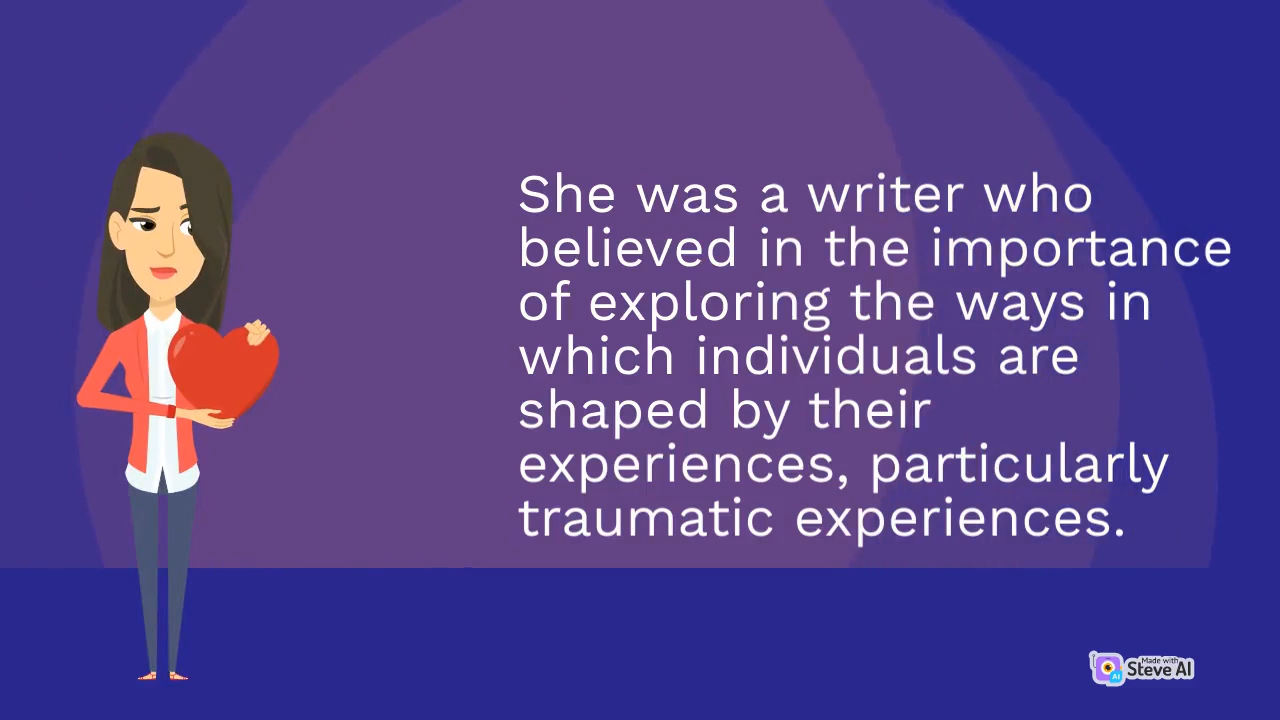 She was a writer who
believed in the importance
of exploring the ways in
which individuals are
shaped by their
experiences, particularly
traumatic experiences.
Made with
Steve AI
AI